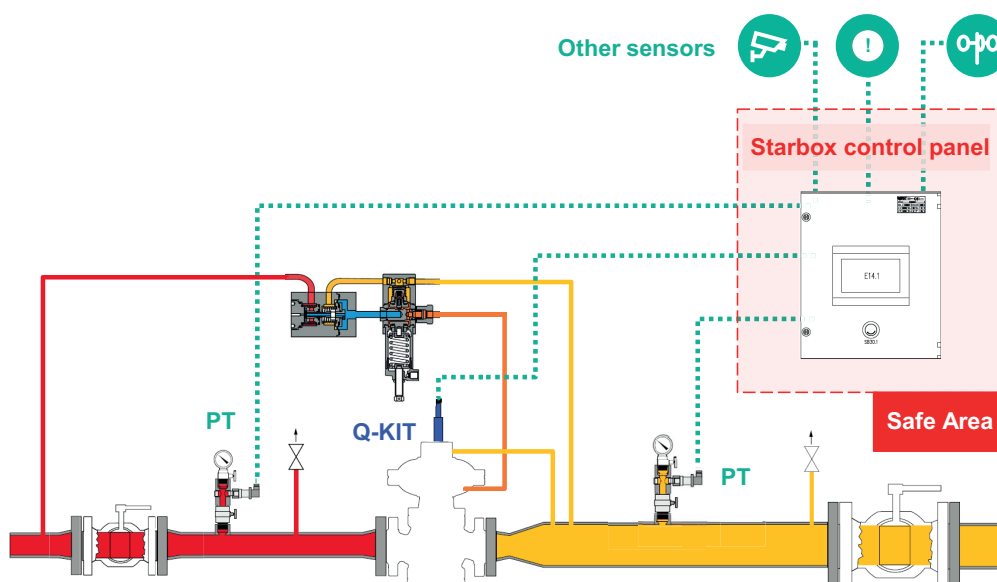 Other sensors
!
Starbox control panel
E14.1
SB30.1
PT
Q-KIT
Safe Area
PT